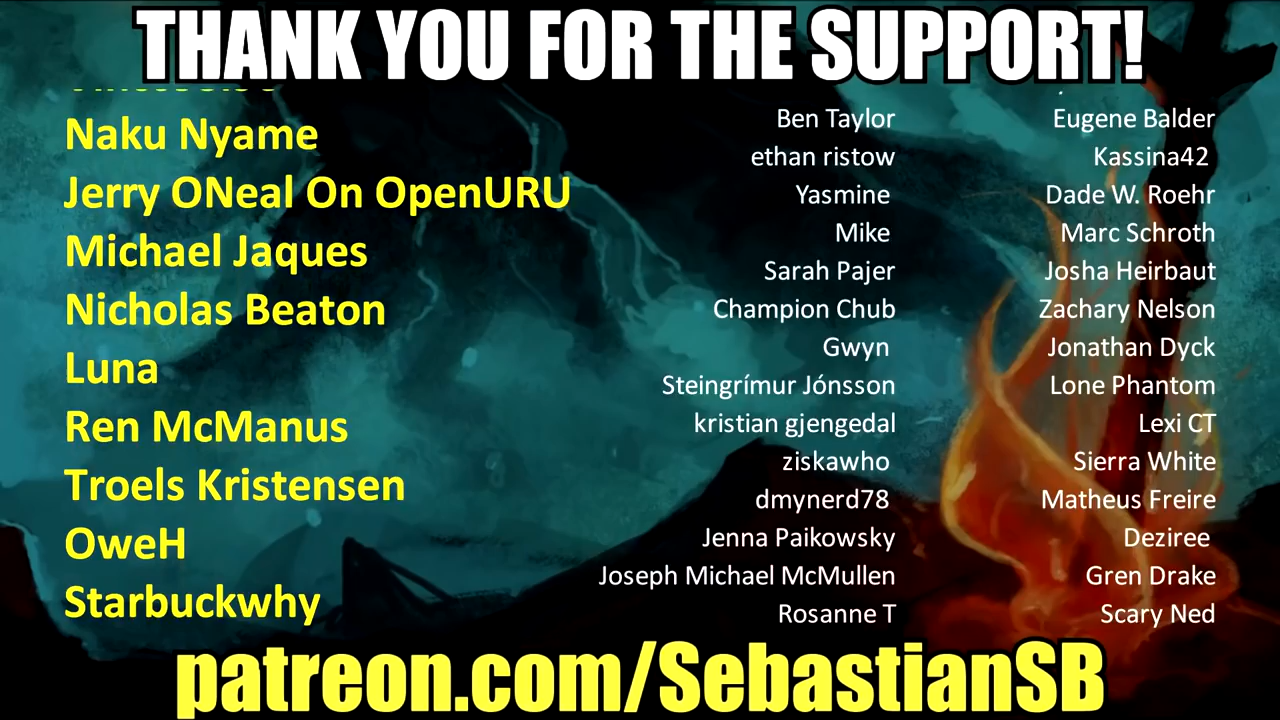 THANK YOU FOR THE SUPPORT!
Naku Nyame
Jerry ONeal On OpenURU
Michael Jaques
Nicholas Beaton
Luna
Ren McManus
Troels Kristensen
OweH
Starbuckwhy
Ben Taylor
ethan ristow
Yasmine
Mike
Sarah Pajer
Champion Chub
Gwyn
Steingrímur Jónsson
kristian gjengedal
ziskawho
dmynerd78
Jenna Paikowsky
Joseph Michael McMullen
Rosanne T
Eugene Balder
Kassina42
Dade W. Roehr
Marc Schroth
Josha Heirbaut
Zachary Nelson
Jonathan Dyck
Lone Phantom
Lexi CT
Sierra White
Matheus Freire
Deziree
Gren Drake
Scary Ned
patreon.com/SebastianSB